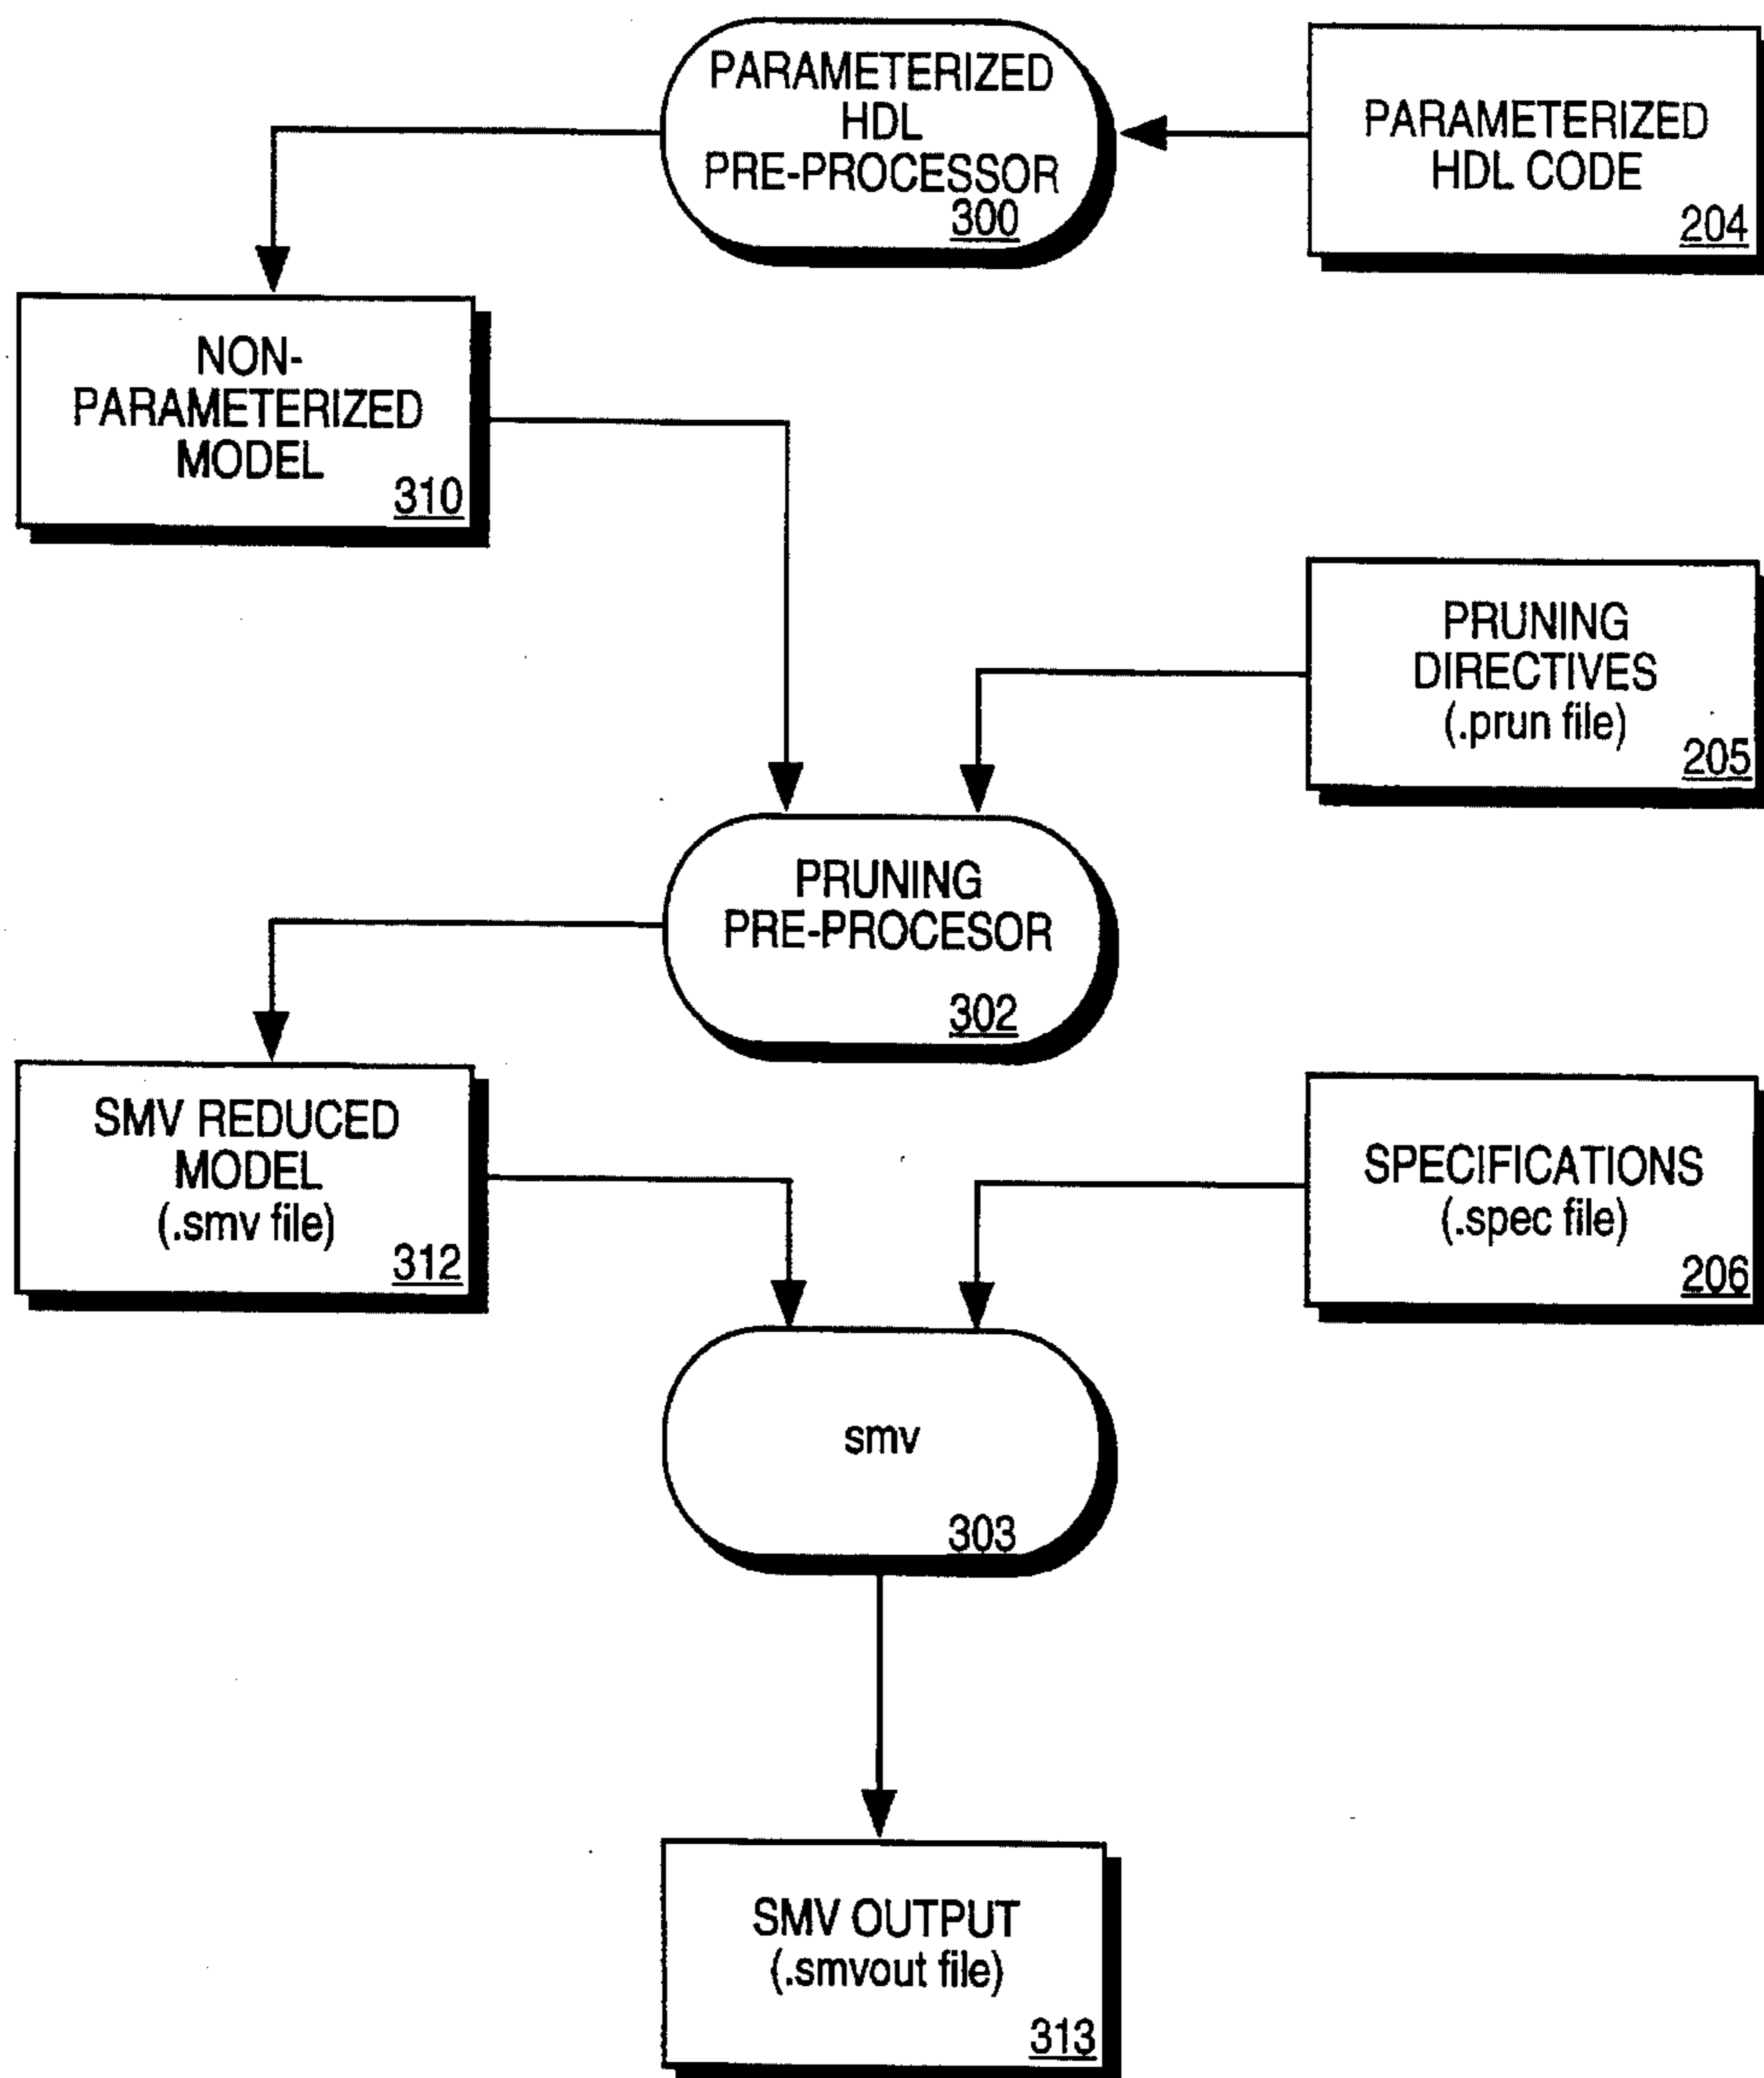 PARAMETERIZED
HDL
PRE-PROCESSOR
300
PARAMETERIZED
HDL CODE
204
NON-
PARAMETERIZED
MODEL
310
PRUNING
DIRECTIVES
(.prun file)
205
PRUNING
PRE-PROCESOR
302
SMV REDUCED
MODEL
(.smv file)
312
SPECIFICATIONS
(.spec file)
206
smv
303
SMV OUTPUT
(.smvout file)
313